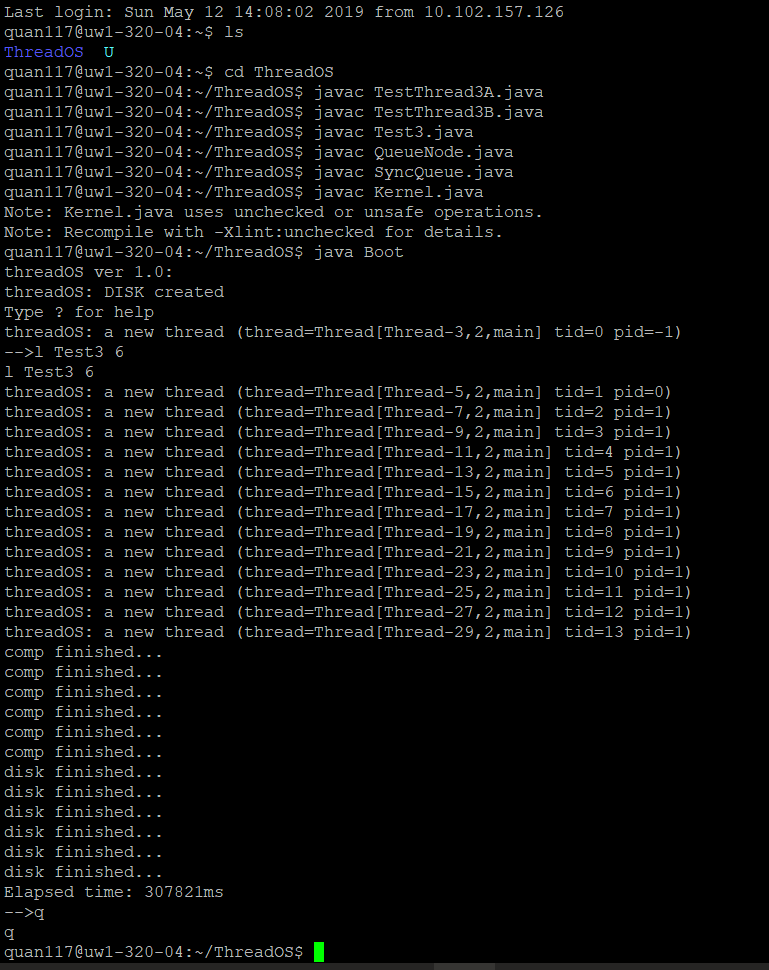 Last login: Sun May 12 14:08:02 2019 from 10.102.157.126
quan117@uw1-320-04:~$ ls
ThreadOS  U
quan117@uw1-320-04:~$ cd ThreadOS
quan117@uw1-320-04:~/ThreadOS$ javac TestThread3A.java
quan117@uw1-320-04:~/ThreadOS$ javac TestThread3B.java
quan117@uw1-320-04:~/ThreadOS$ javac Test3.java
quan117@uw1-320-04:~/ThreadOS$ javac QueueNode.java
quan117@uw1-320-04:~/ThreadOS$ javac SyncQueue.java
quan117@uw1-320-04:~/ThreadOS$ javac Kernel.java
Note: Kernel.java uses unchecked or unsafe operations.
Note: Recompile with -Xlint:unchecked for details.
quan117@uw1-320-04:~/ThreadOS$ java Boot
threadOS ver 1.0:
threadOS: DISK created
Type ? for help
threadOS: a new thread (thread=Thread[Thread-3,2,main] tid=0 pid=-1)
-->l Test3 6
l Test3 6
threadOS: a new thread (thread=Thread[Thread-5,2,main] tid=1 pid=0)
threadOS: a new thread (thread=Thread[Thread-7,2,main] tid=2 pid=1)
threadOS: a new thread (thread=Thread[Thread-9,2,main] tid=3 pid=1)
threadOS: a new thread (thread=Thread[Thread-11,2,main] tid=4 pid=1)
threadOS: a new thread (thread=Thread[Thread-13,2,main] tid=5 pid=1)
threadOS: a new thread (thread=Thread[Thread-15,2,main] tid=6 pid=1)
threadOS: a new thread (thread=Thread[Thread-17,2,main] tid=7 pid=1)
threadOS: a new thread (thread=Thread[Thread-19,2,main] tid=8 pid=1)
threadOS: a new thread (thread=Thread[Thread-21,2,main] tid=9 pid=1)
threadOS: a new thread (thread=Thread[Thread-23,2,main] tid=10 pid=1)
threadOS: a new thread (thread=Thread[Thread-25,2,main] tid=11 pid=1)
threadOS: a new thread (thread=Thread[Thread-27,2,main] tid=12 pid=1)
threadOS: a new thread (thread=Thread[Thread-29,2,main] tid=13 pid=1)
comp finished...
comp finished...
comp finished...
comp finished...
comp finished...
comp finished...
disk finished...
disk finished...
disk finished...
disk finished...
disk finished...
disk finished...
Elapsed time: 307821ms
-->q
q
quan117@uw1-320-04:~/ThreadOS$